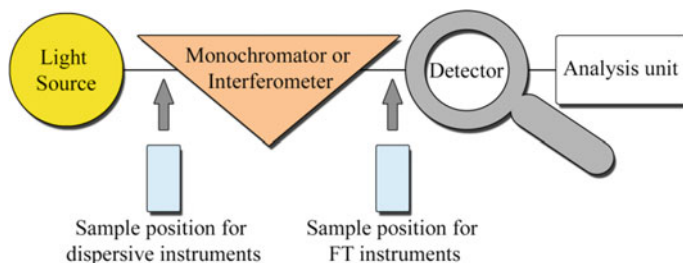 Light
Source
Monochromator or
Interferometer
Detector
Analysis unit
Sample position for
dispersive instruments
Sample position for
FT instruments